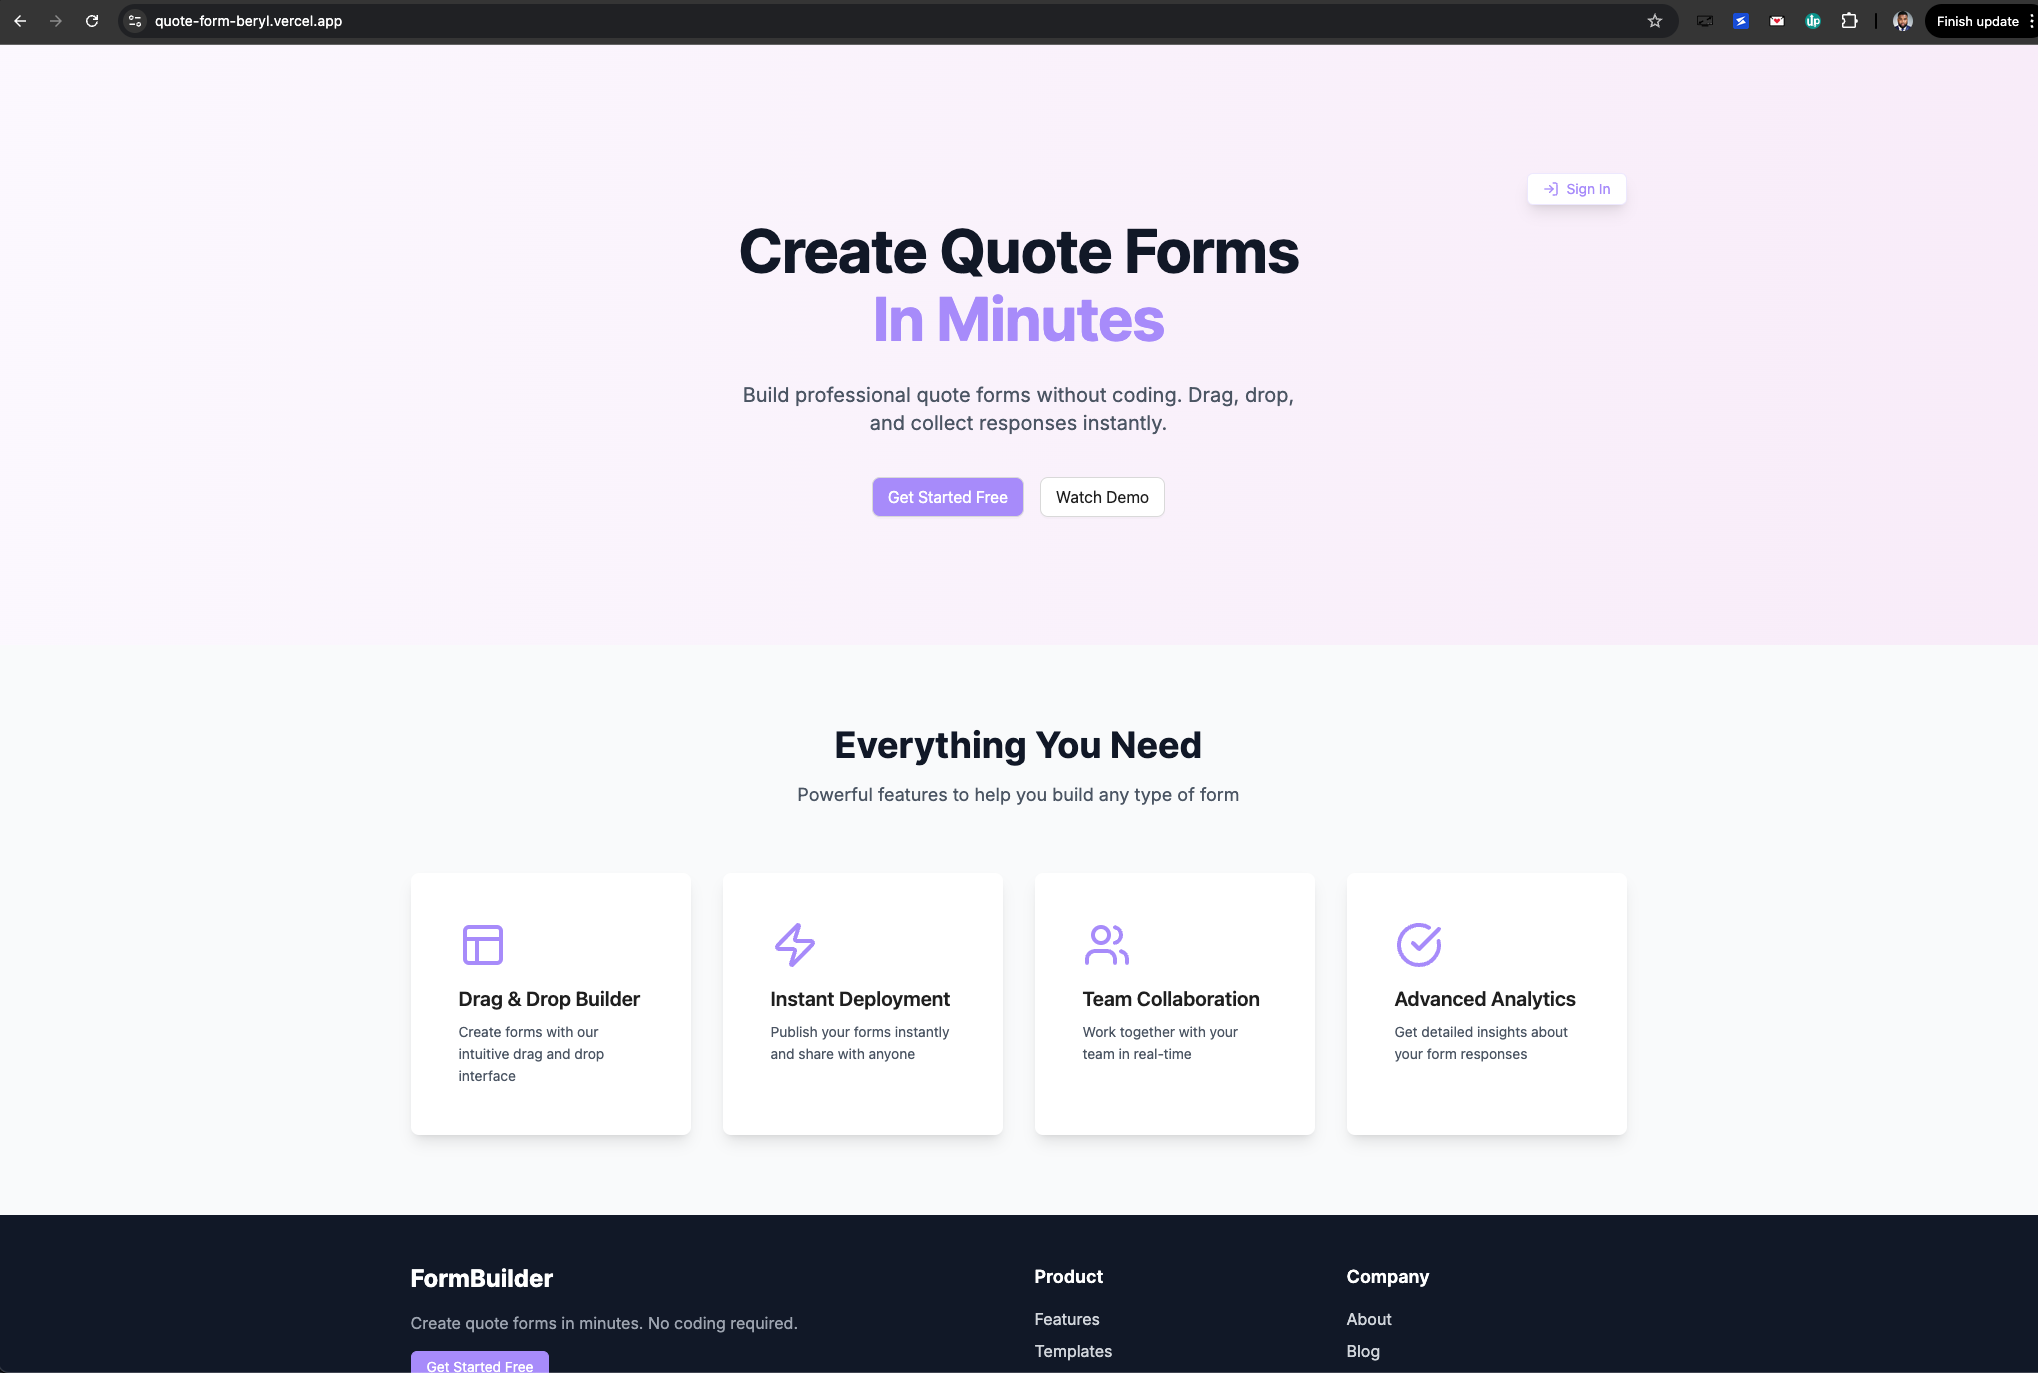 quote-form-beryl.vercel.app
up
Finish update
Sign In
Create Quote Forms
In Minutes
Build professional quote forms without coding. Drag, drop,
and collect responses instantly.
Get Started Free
Watch Demo
Everything You Need
Powerful features to help you build any type of form
Drag & Drop Builder
Create forms with our
intuitive drag and drop
interface
Instant Deployment
Publish your forms instantly
and share with anyone
Team Collaboration
Work together with your
team in real-time
Advanced Analytics
Get detailed insights about
your form responses
FormBuilder
Create quote forms in minutes. No coding required.
Get Started Free
Product
Features
Templates
Company
About
Blog